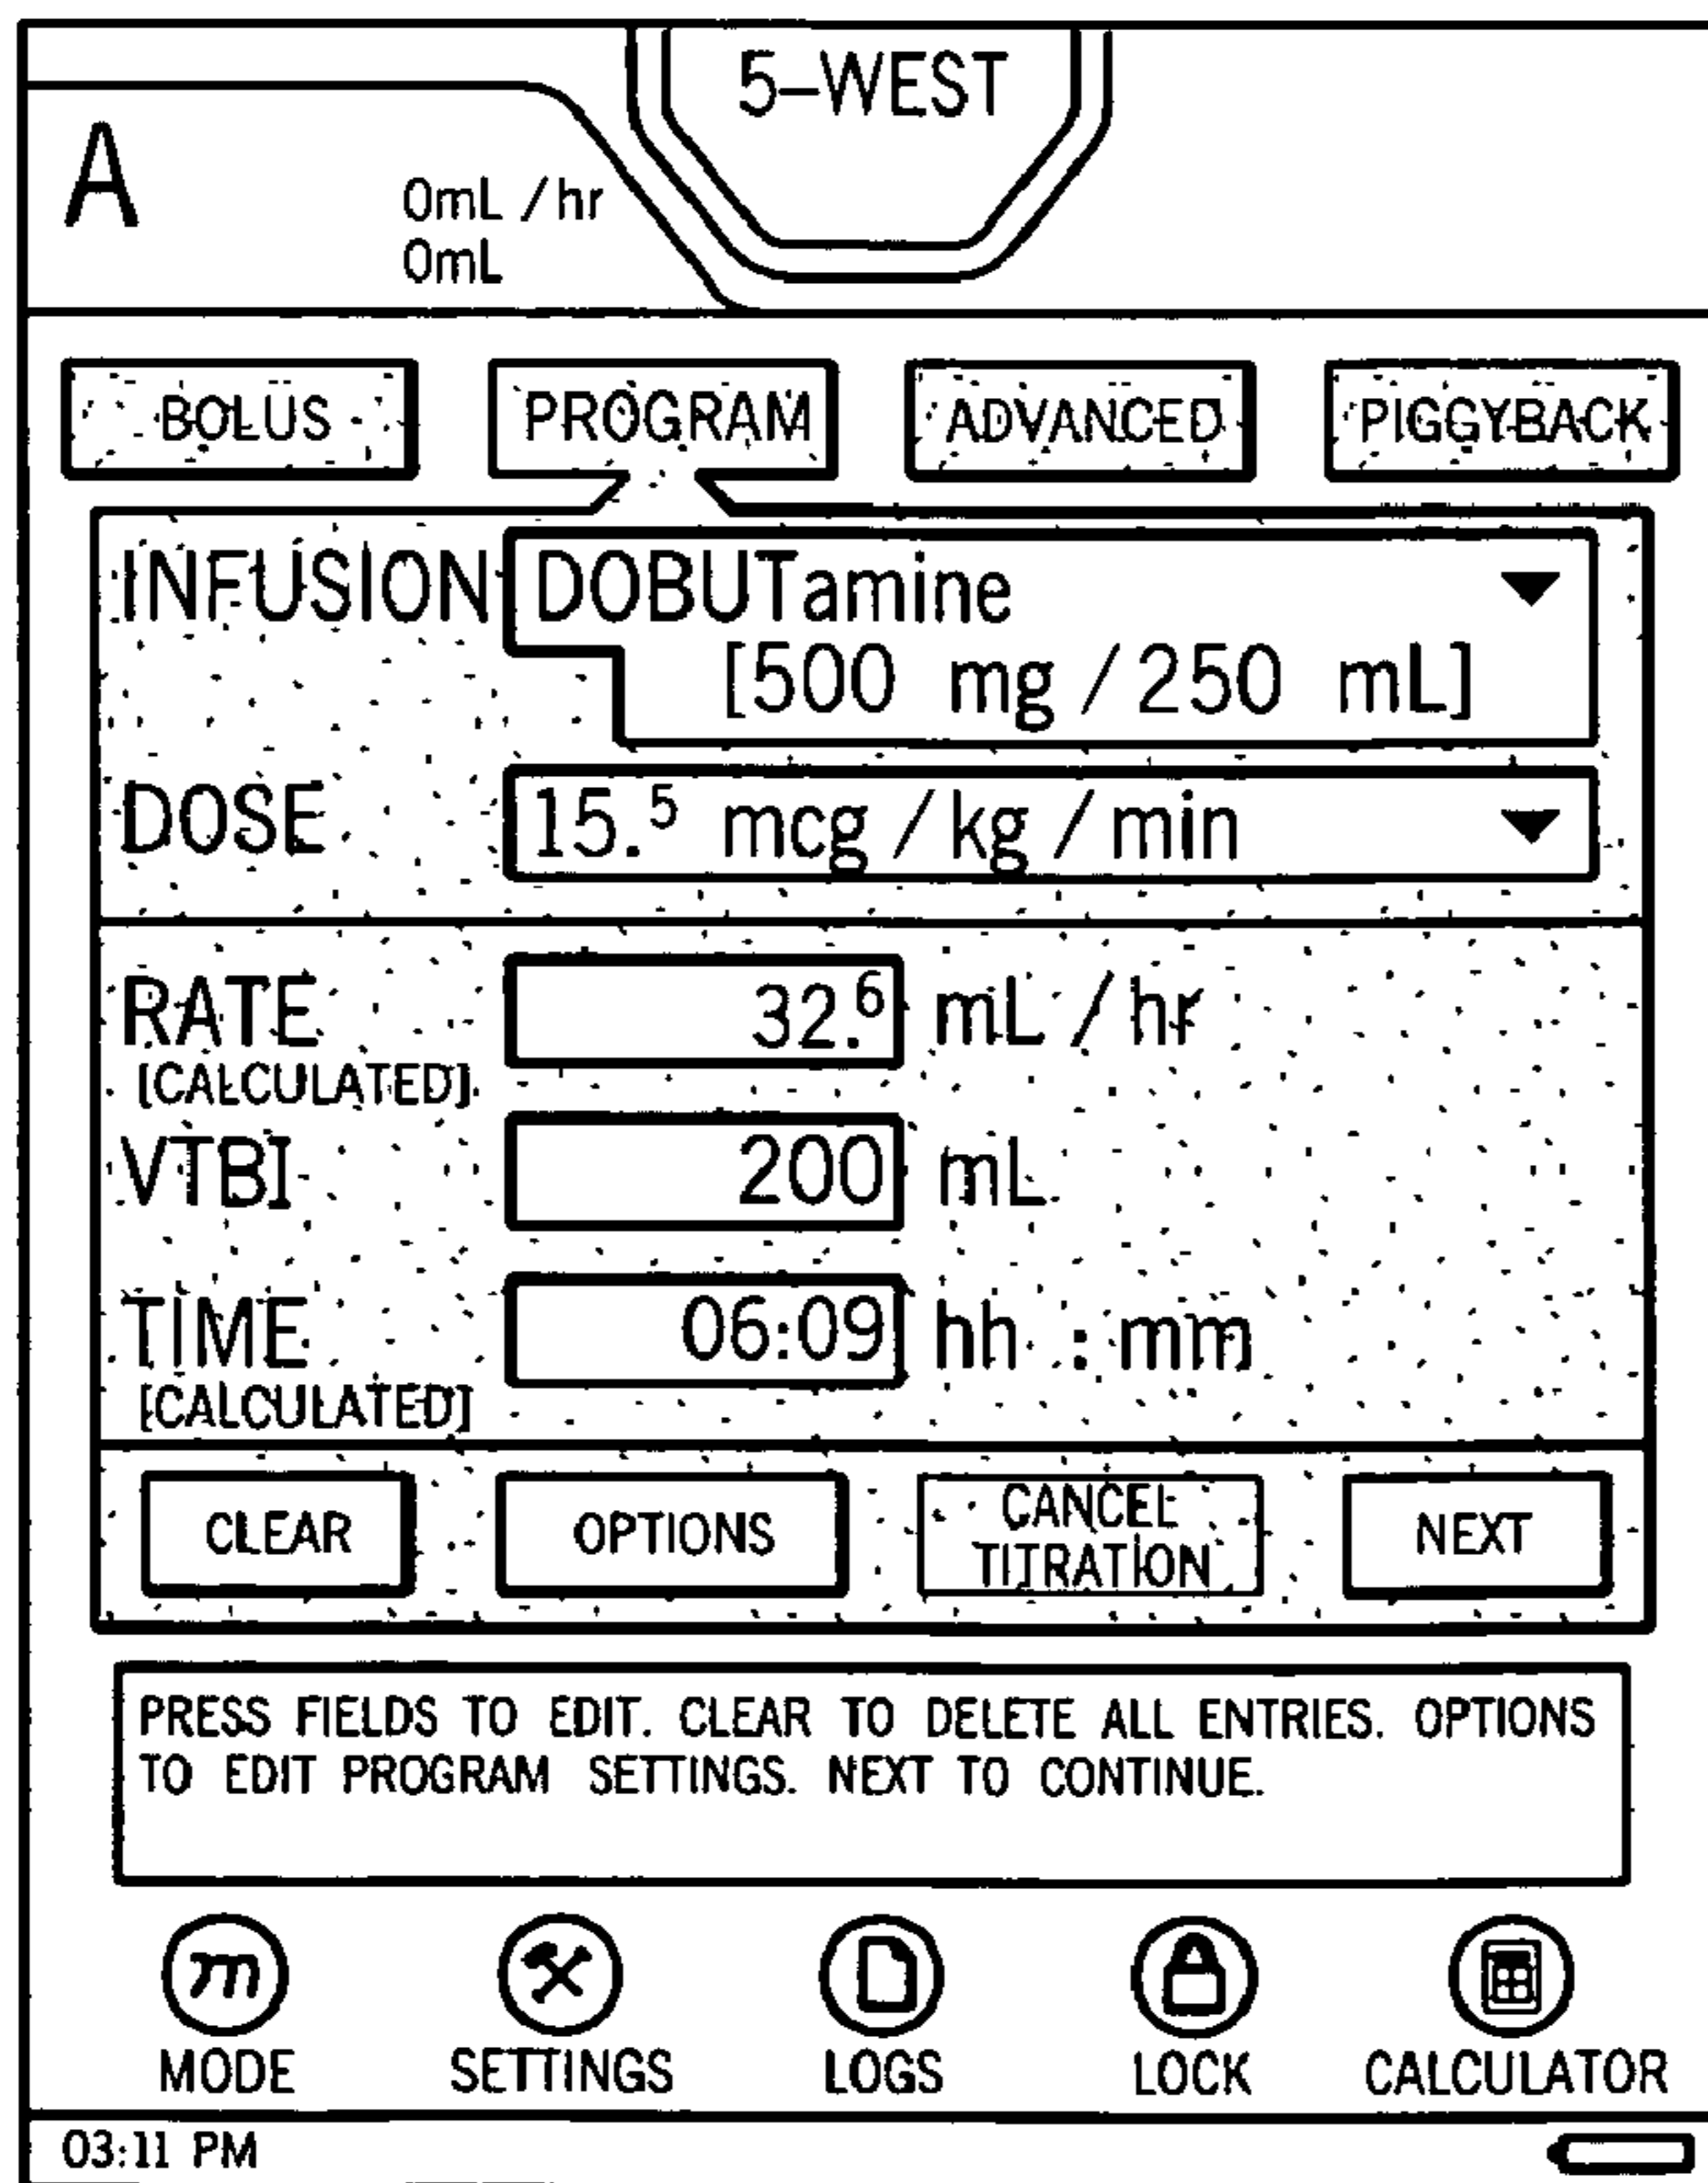 5-WEST
A
0mL/hr
0mL
BOLUS PROGRAM ADVANCED PIGGYBACK
INFUSION DOBUTamine
[500 mg/250 mL]
DOSE 15.5 mcg/kg/min
RATE 32.6 mL/hr
[CALCULATED]
VTBI 200 mL
TIME 06:09 hh:mm
[CALCULATED]
CLEAR OPTIONS CANCEL TITRATION NEXT
PRESS FIELDS TO EDIT. CLEAR TO DELETE ALL ENTRIES. OPTIONS
TO EDIT PROGRAM SETTINGS. NEXT TO CONTINUE.
m
MODE SETTINGS LOGS LOCK CALCULATOR
03:11 PM